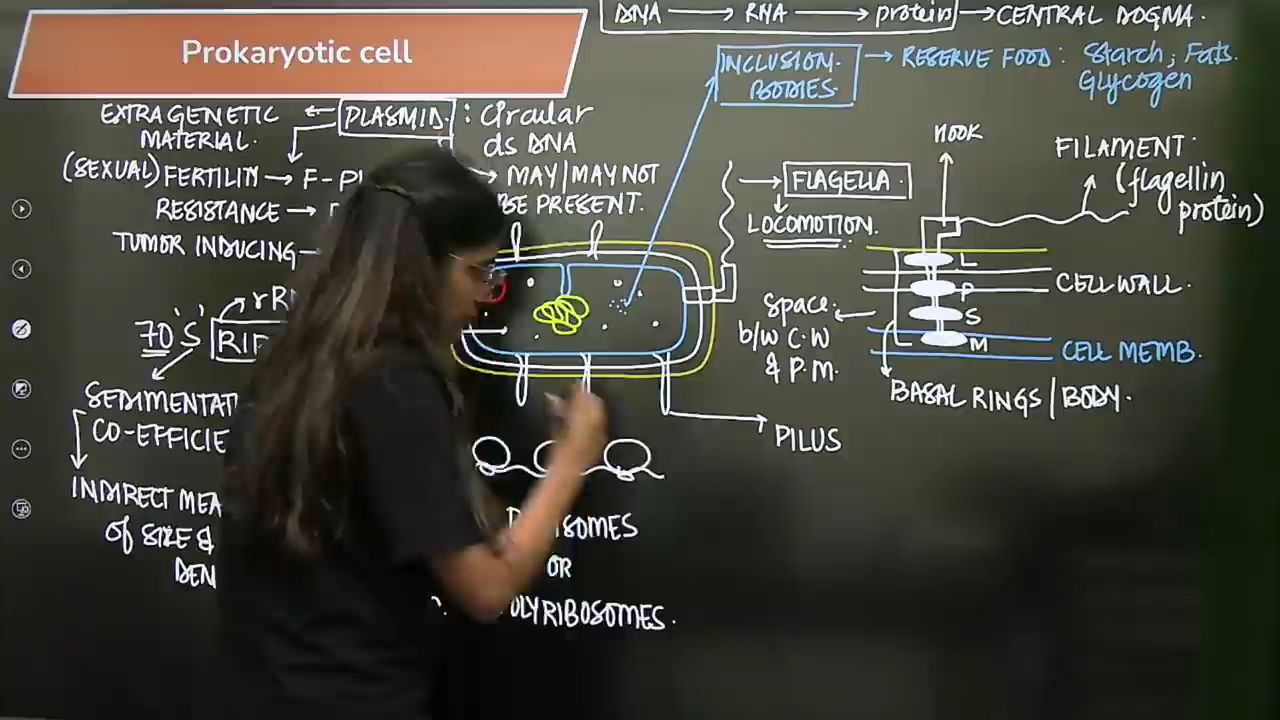 Prokaryotic cell
DNA → RNA → protein → CENTRAL DOGMA.
INCLUSION
BODIES.
→ RESERVE FOOD : Starch, Fats.
Glycogen
EXTRAGENETIC ← PLASMID : Circular
MATERIAL.
ds DNA
(SEXUAL) FERTILITY →
→ MAY/MAY NOT
BE PRESENT.
RESISTANCE →
TUMOR INDUCING
→ FLAGELLA.
LOCOMOTION.
HOOK
FILAMENT.
(flagellin
protein)
L
P
S
M
CELL WALL.
CELL MEMB.
Space
b/W C.W
& P.M.
BASAL RINGS/BODY.
PILUS
70 'S'
CO-EFFICIE
INDIRECT MEA
OF SIZE &
DEN
OR
OLYRIBOSOMES.